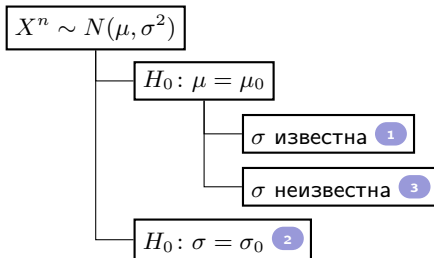 Xⁿ ∼ N(μ, σ²)
H₀: μ = μ₀
σ известна 1
σ неизвестна 3
H₀: σ = σ₀ 2